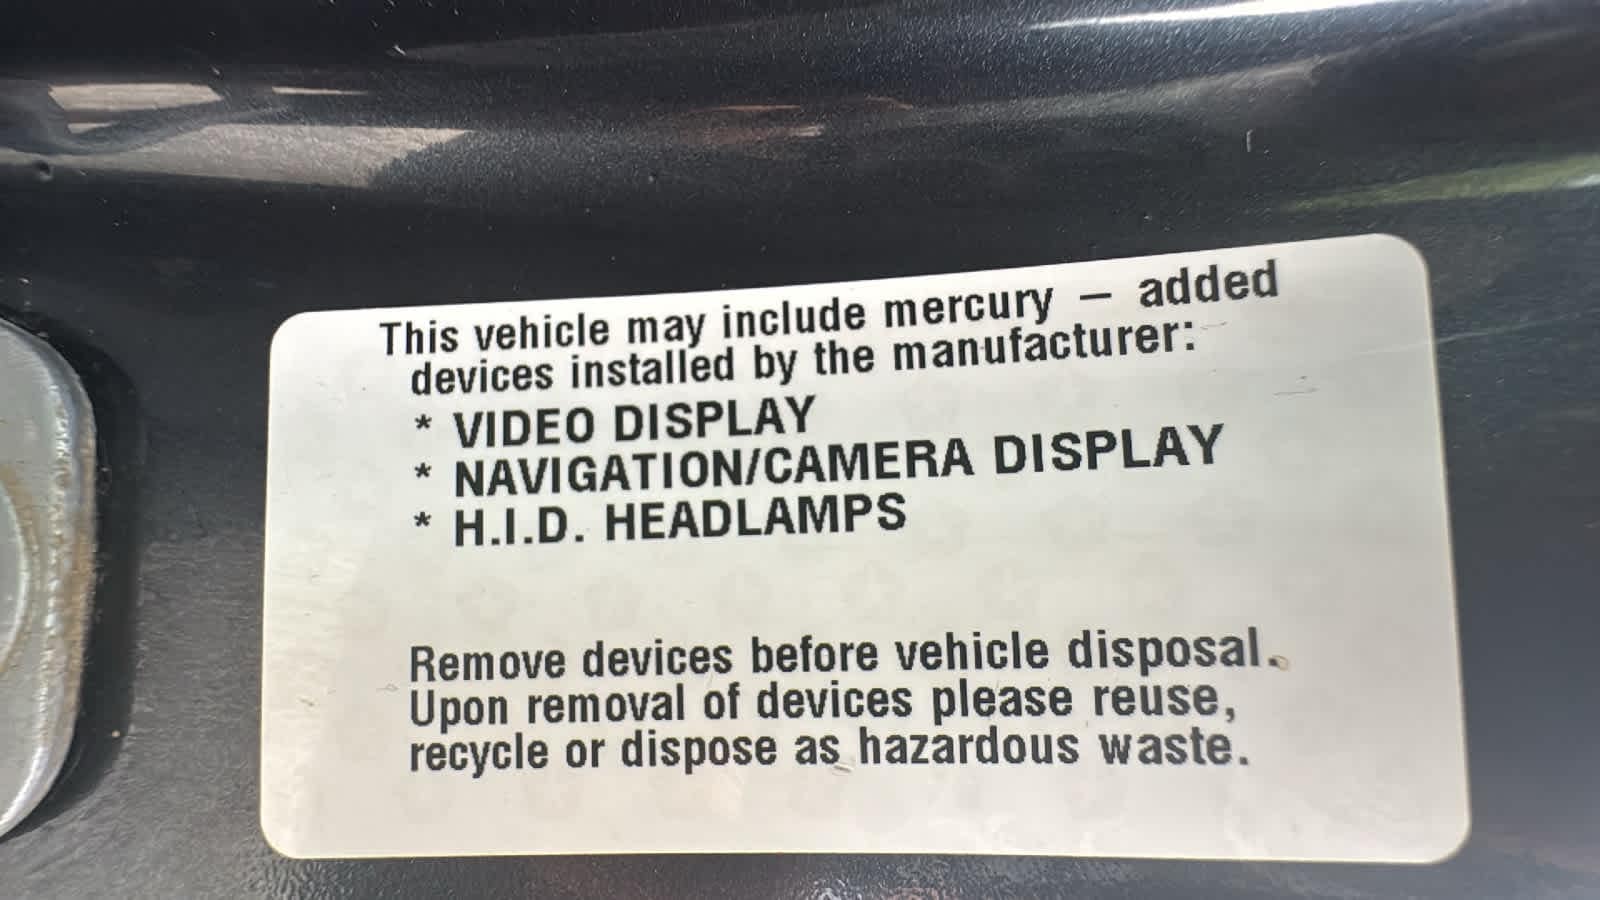 This vehicle may include mercury — added
devices installed by the manufacturer:
* VIDEO DISPLAY
* NAVIGATION/CAMERA DISPLAY
* H.I.D. HEADLAMPS
Remove devices before vehicle disposal.
Upon removal of devices please reuse,
recycle or dispose as hazardous waste.